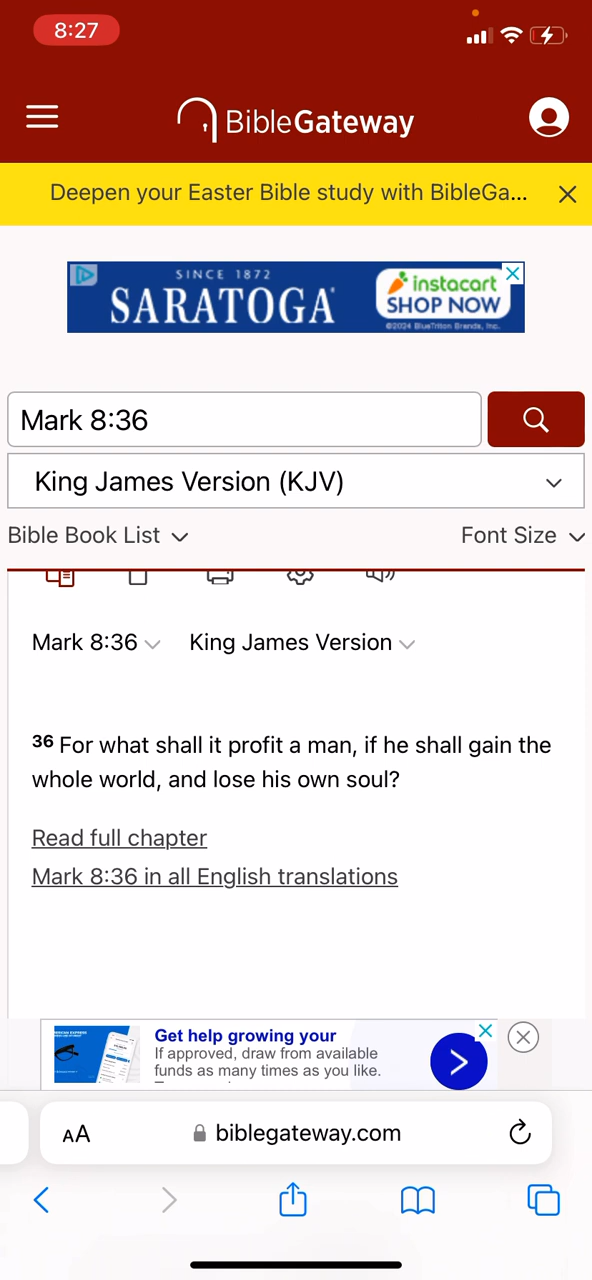 8:27
BibleGateway
Deepen your Easter Bible study with BibleGa...
SINCE 1872
SARATOGA
instacart
SHOP NOW
©2024 BlueTriton Brands, Inc.
Mark 8:36
King James Version (KJV)
Bible Book List
Font Size
Mark 8:36 King James Version
36 For what shall it profit a man, if he shall gain the
whole world, and lose his own soul?
Read full chapter
Mark 8:36 in all English translations
Get help growing your
If approved, draw from available
funds as many times as you like.
AA
biblegateway.com